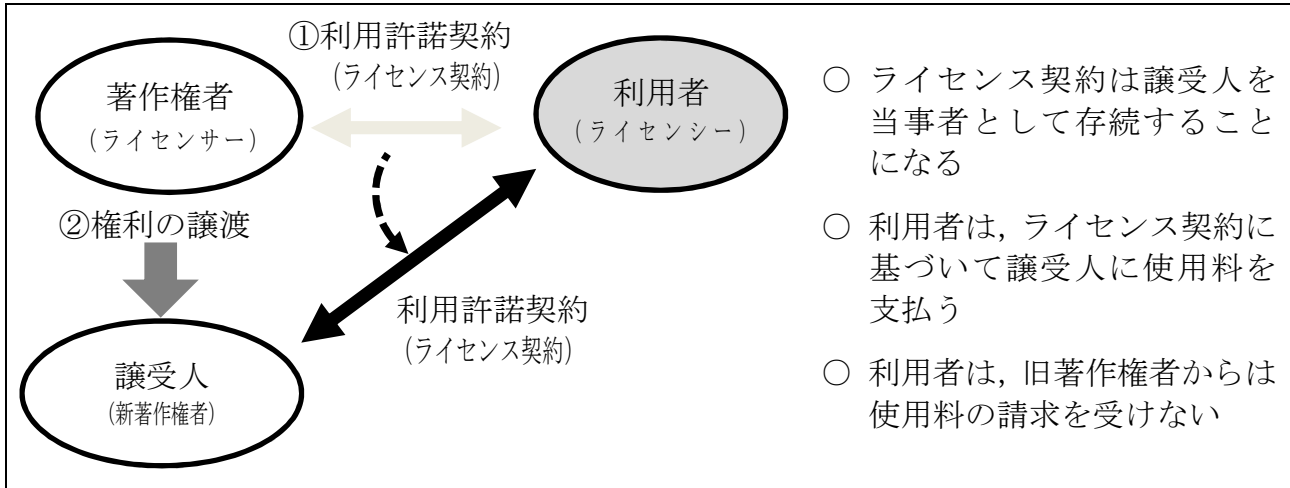 ①利用許諾契約
（ライセンス契約）
著作権者
（ライセンサー）
利用者
（ライセンシー）
②権利の譲渡
利用許諾契約
（ライセンス契約）
譲受人
（新著作権者）
○ ライセンス契約は譲受人を
当事者として存続すること
になる
○ 利用者は，ライセンス契約に
基づいて譲受人に使用料を
支払う
○ 利用者は，旧著作権者からは
使用料の請求を受けない